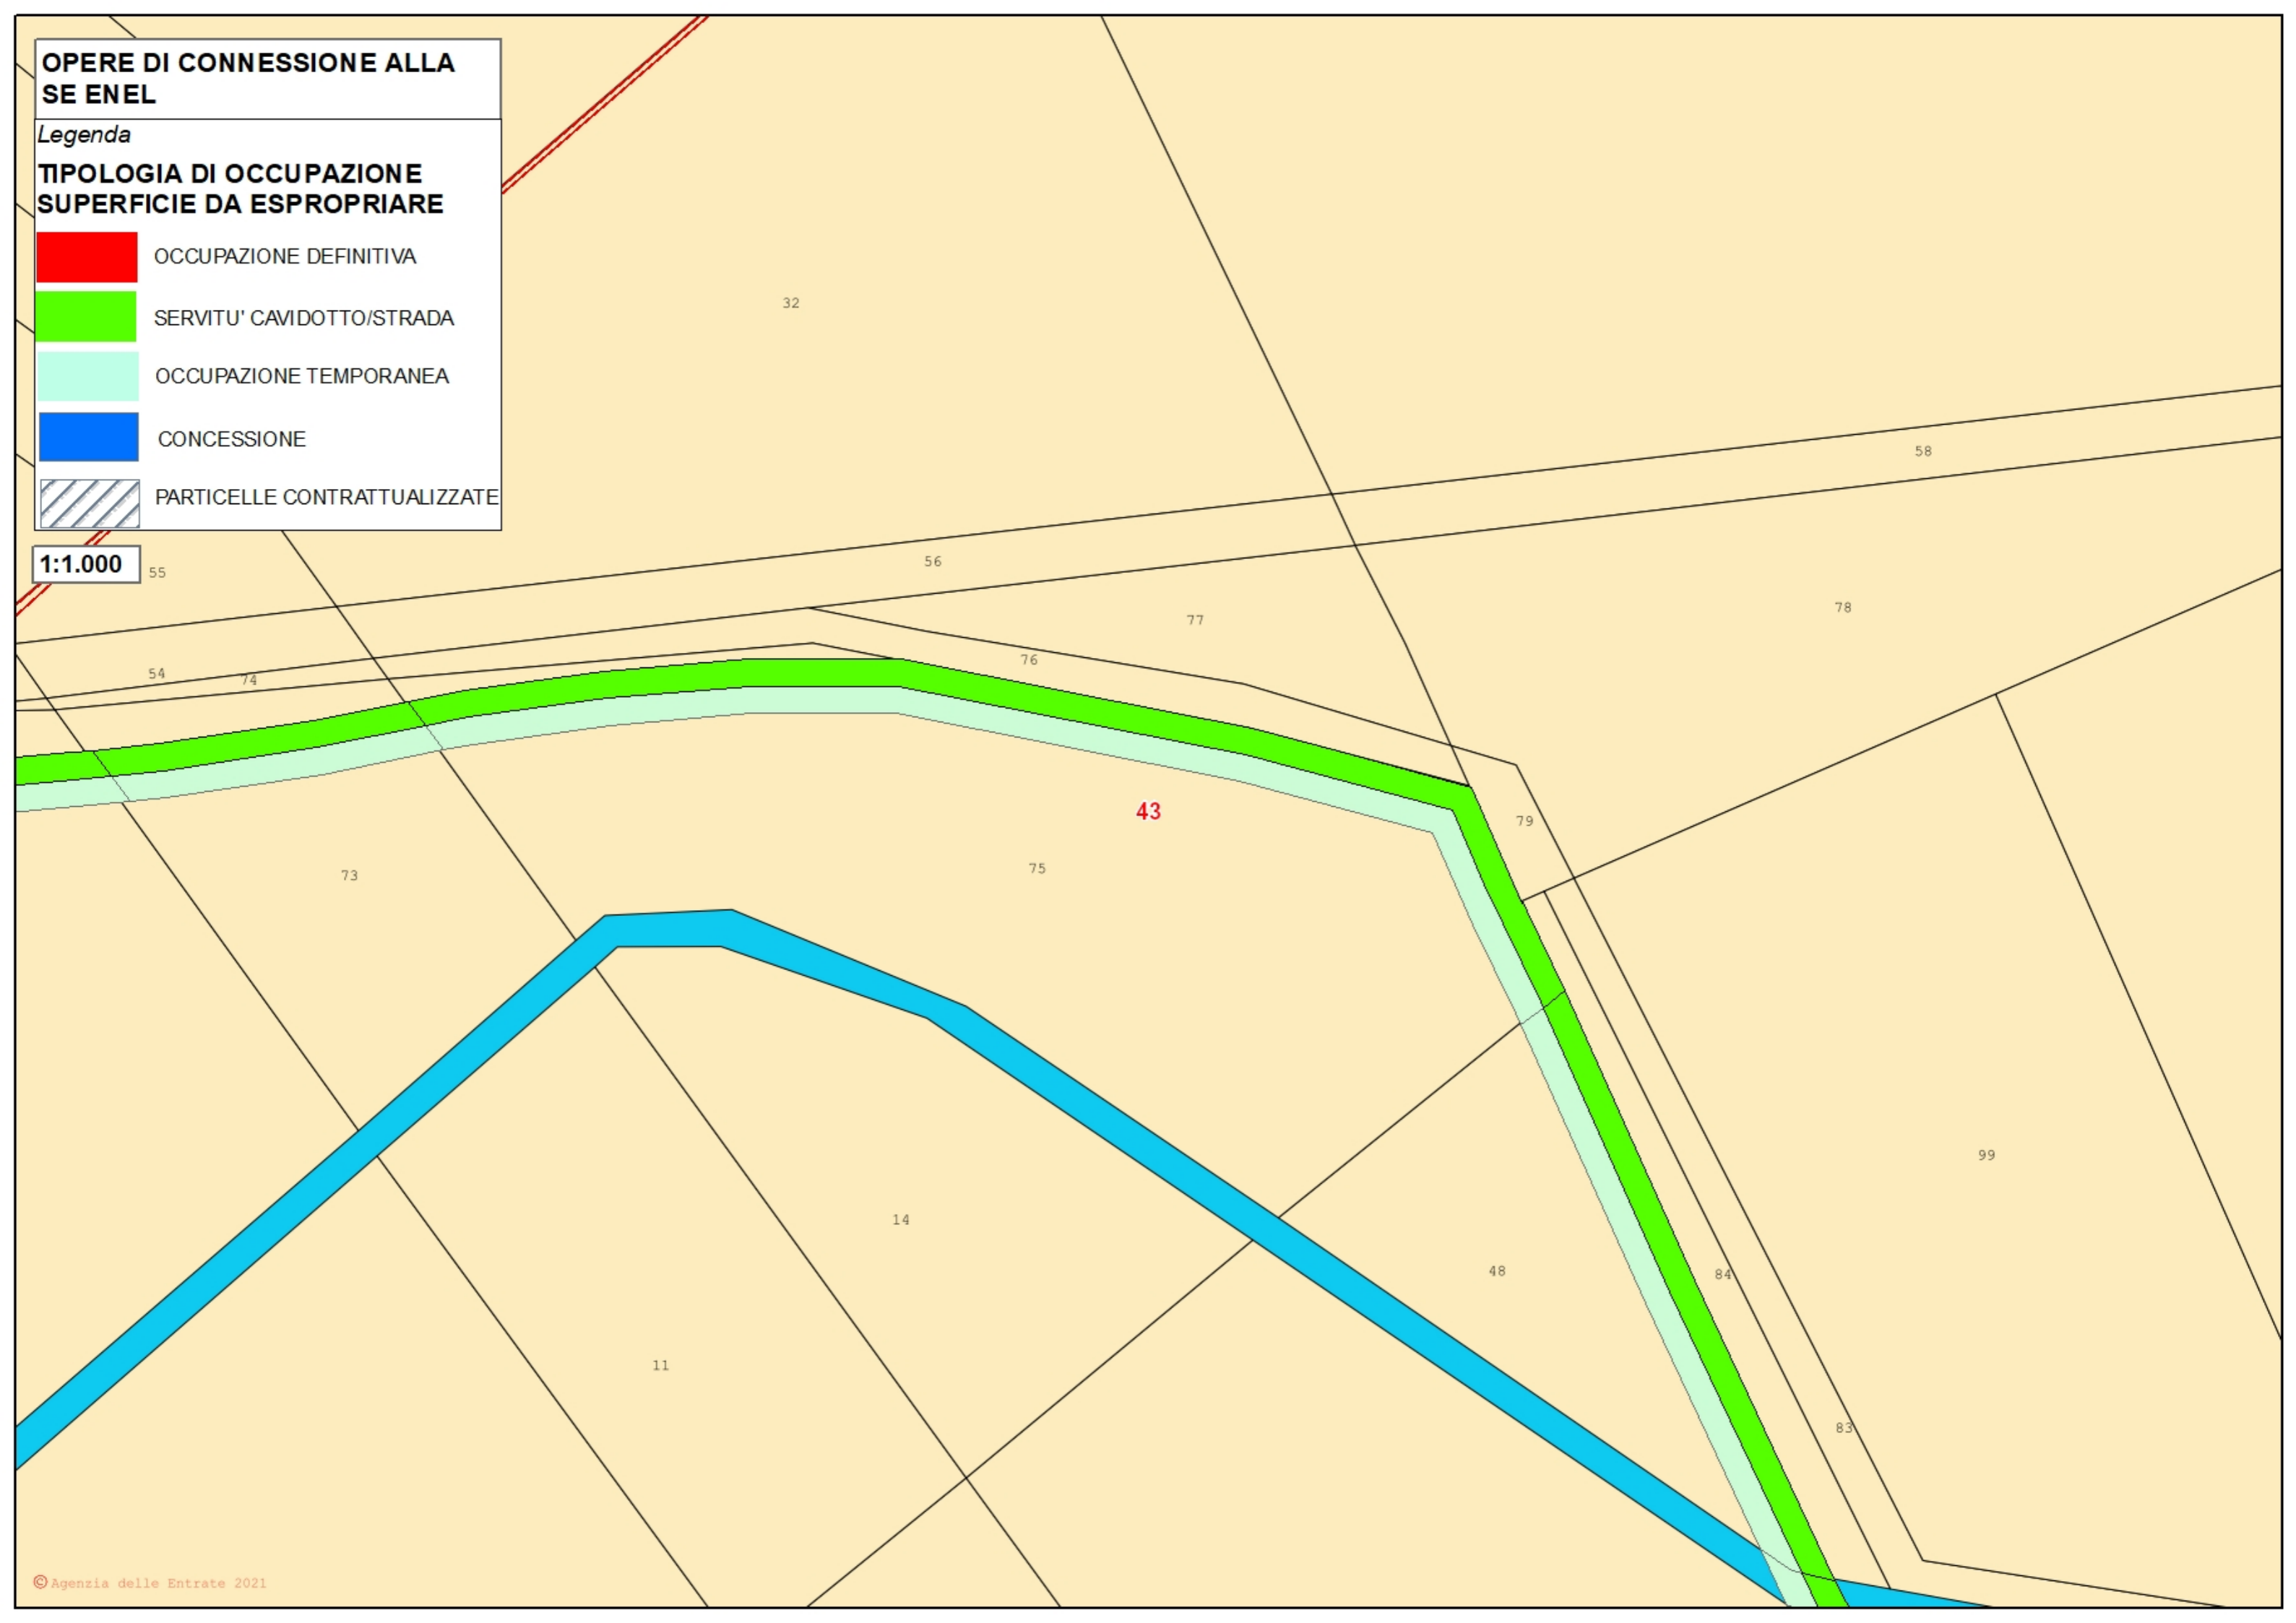 OPERE DI CONNESSIONE ALLA
SE ENEL
Legenda
TIPOLOGIA DI OCCUPAZIONE
SUPERFICIE DA ESPROPRIARE
OCCUPAZIONE DEFINITIVA
SERVITU' CAVIDOTTO/STRADA
OCCUPAZIONE TEMPORANEA
CONCESSIONE
PARTICELLE CONTRATTUALIZZATE
1:1.000
32
58
56
55
78
77
76
54
74
43
79
75
73
99
14
48
84
11
83
© Agenzia delle Entrate 2021